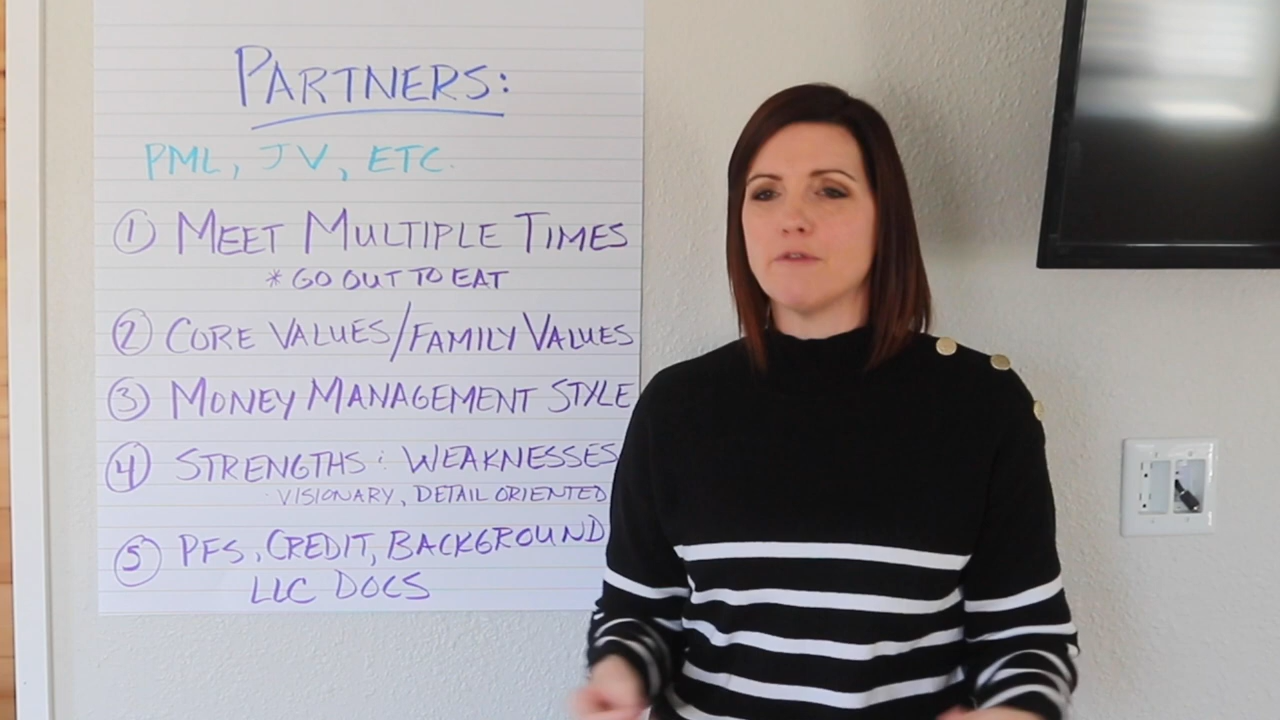 PARTNERS:
PML, JV, ETC.
1 MEET MULTIPLE TIMES
* GO OUT TO EAT
2 CORE VALUES/FAMILY VALUES
3 MONEY MANAGEMENT STYLE
4 STRENGTHS : WEAKNESSES
· VISIONARY, DETAIL ORIENTED
5 PFS, CREDIT, BACKGROUND
LLC DOCS